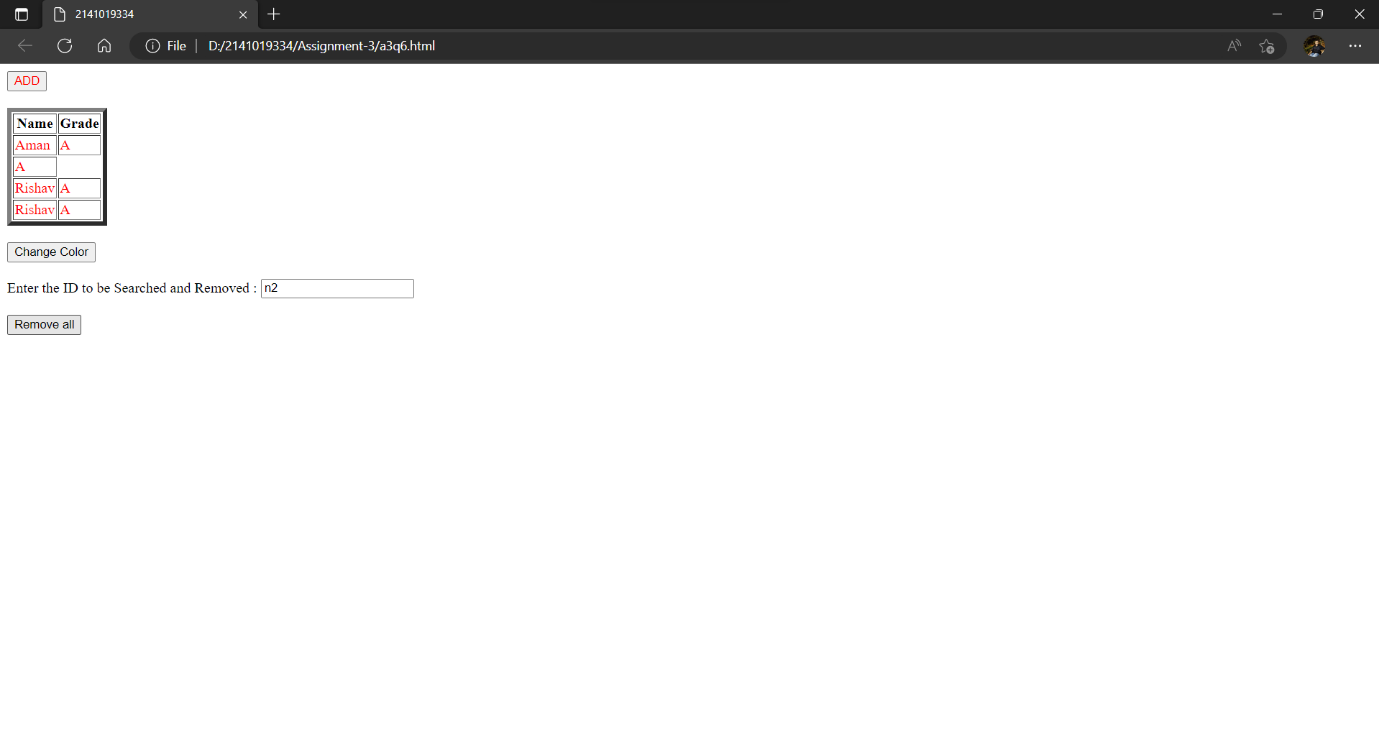 2141019334
File | D:/2141019334/Assignment-3/a3q6.html
ADD
Name Grade
Aman A
A
Rishav A
Rishav A
Change Color
Enter the ID to be Searched and Removed : n2
Remove all